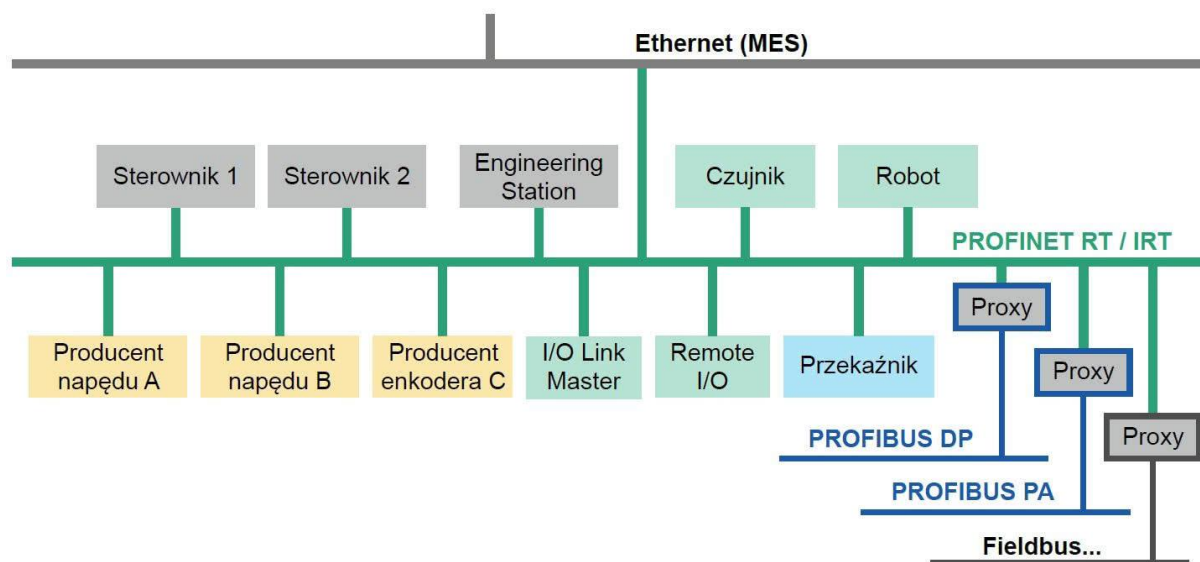 Ethernet (MES)
Sterownik 1
Sterownik 2
Engineering
Station
Czujnik
Robot
PROFINET RT / IRT
Producent
napędu A
Producent
napędu B
Producent
enkodera C
I/O Link
Master
Remote
I/O
Przekaźnik
Proxy
Proxy
Proxy
PROFIBUS DP
PROFIBUS PA
Fieldbus...